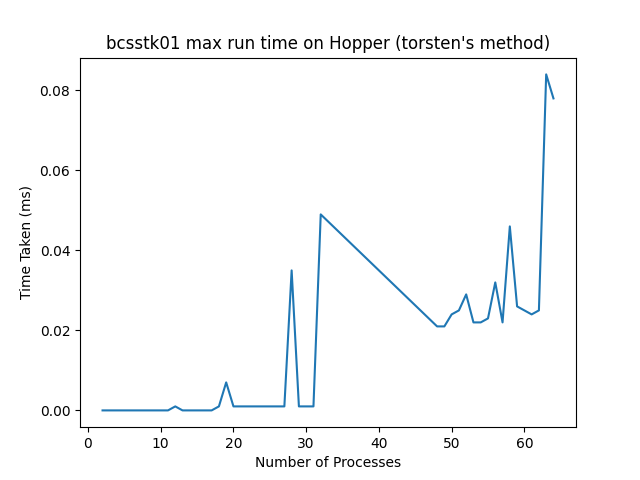 bcsstk01 max run time on Hopper (torsten's method)
0.08
0.06
0.04
0.02
0.00
Time Taken (ms)
0 10 20 30 40 50 60
Number of Processes